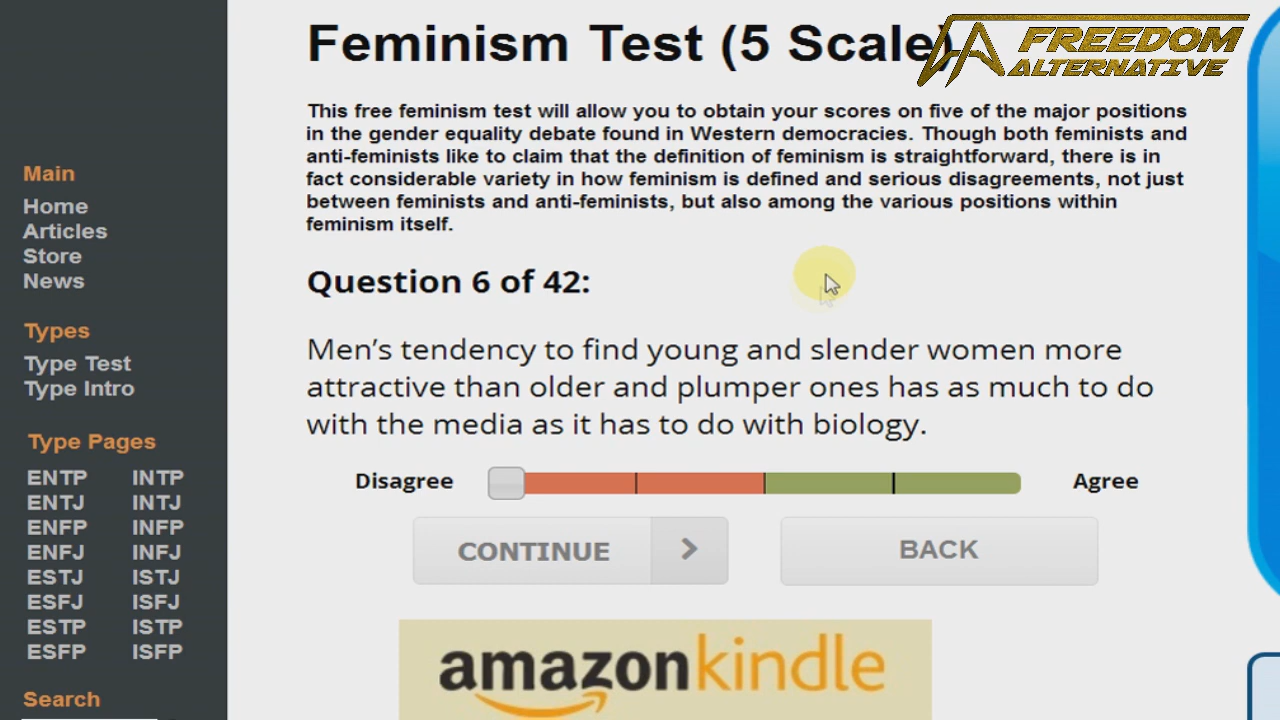 Feminism Test (5 Scale)
FREEDOM
ALTERNATIVE
This free feminism test will allow you to obtain your scores on five of the major positions
in the gender equality debate found in Western democracies. Though both feminists and
anti-feminists like to claim that the definition of feminism is straightforward, there is in
fact considerable variety in how feminism is defined and serious disagreements, not just
between feminists and anti-feminists, but also among the various positions within
feminism itself.
Question 6 of 42:
Men's tendency to find young and slender women more
attractive than older and plumper ones has as much to do
with the media as it has to do with biology.
Disagree Agree
CONTINUE > BACK
amazonkindle
Main
Home
Articles
Store
News
Types
Type Test
Type Intro
Type Pages
ENTP INTP
ENTJ INTJ
ENFP INFP
ENFJ INFJ
ESTJ ISTJ
ESFJ ISFJ
ESTP ISTP
ESFP ISFP
Search